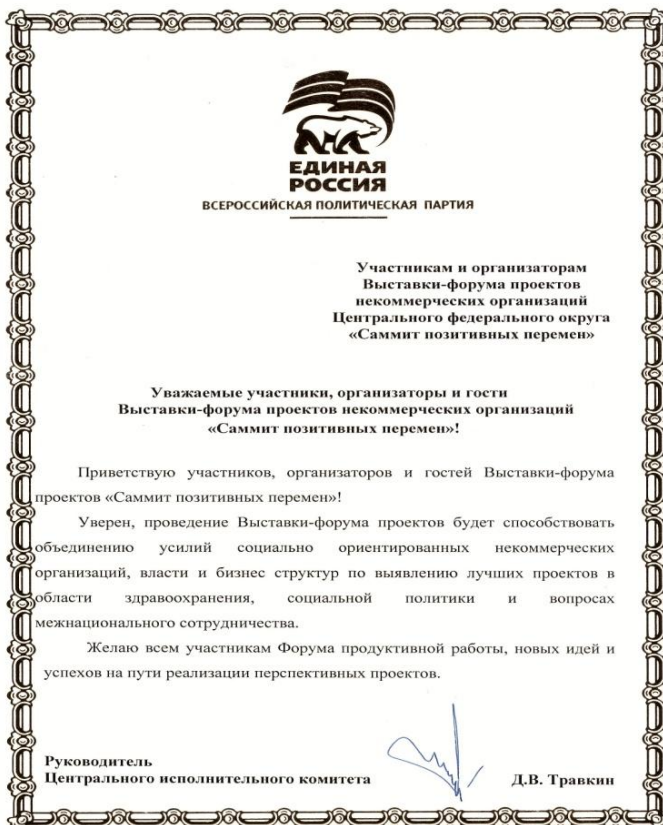 ЕДИНАЯ
РОССИЯ
ВСЕРОССИЙСКАЯ ПОЛИТИЧЕСКАЯ ПАРТИЯ
Участникам и организаторам
Выставки-форума проектов
некоммерческих организаций
Центрального федерального округа
«Саммит позитивных перемен»
Уважаемые участники, организаторы и гости
Выставки-форума проектов некоммерческих организаций
«Саммит позитивных перемен»!
Приветствую участников, организаторов и гостей Выставки-форума
проектов «Саммит позитивных перемен»!
Уверен, проведение Выставки-форума проектов будет способствовать
объединению усилий социально ориентированных некоммерческих
организаций, власти и бизнес структур по выявлению лучших проектов в
области здравоохранения, социальной политики и вопросах
межнационального сотрудничества.
Желаю всем участникам Форума продуктивной работы, новых идей и
успехов на пути реализации перспективных проектов.
Руководитель
Центрального исполнительного комитета Д.В. Травкин